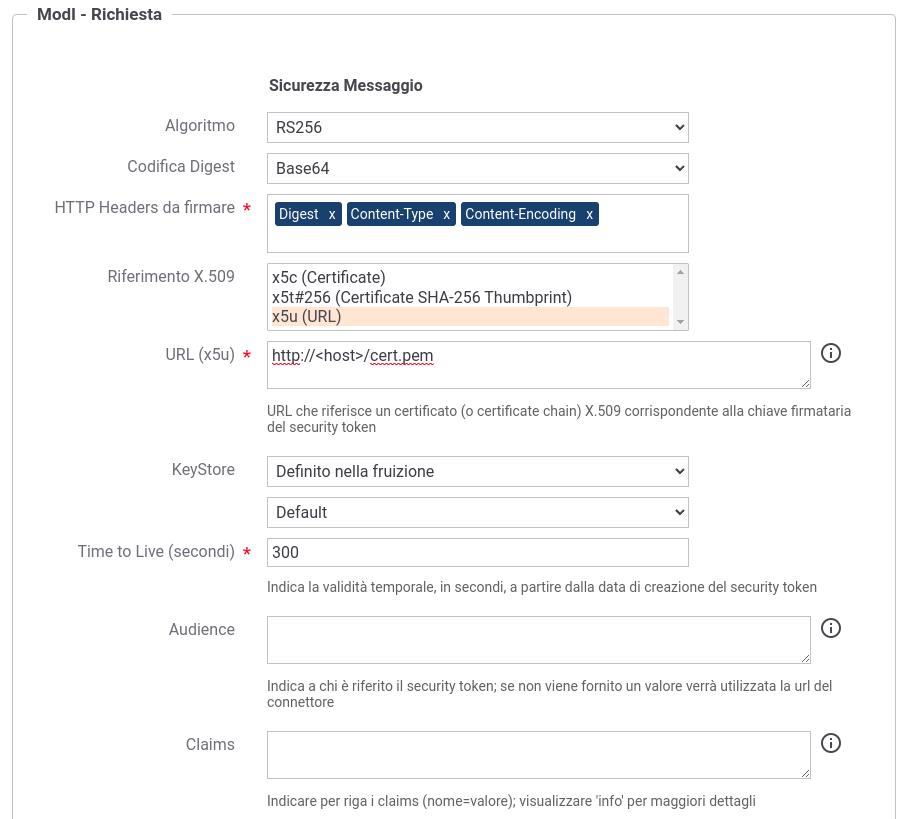 ModI - Richiesta
Sicurezza Messaggio
Algoritmo
RS256
Codifica Digest
Base64
HTTP Headers da firmare *
Digest x Content-Type x Content-Encoding x
Riferimento X.509
x5c (Certificate)
x5t#256 (Certificate SHA-256 Thumbprint)
x5u (URL)
URL (x5u) *
http://<host>/cert.pem
URL che riferisce un certificato (o certificate chain) X.509 corrispondente alla chiave firmataria
del security token
KeyStore
Definito nella fruizione
Default
Time to Live (secondi) *
300
Indica la validità temporale, in secondi, a partire dalla data di creazione del security token
Audience
Indica a chi è riferito il security token; se non viene fornito un valore verrà utilizzata la url del
connettore
Claims
Indicare per riga i claims (nome=valore); visualizzare 'info' per maggiori dettagli